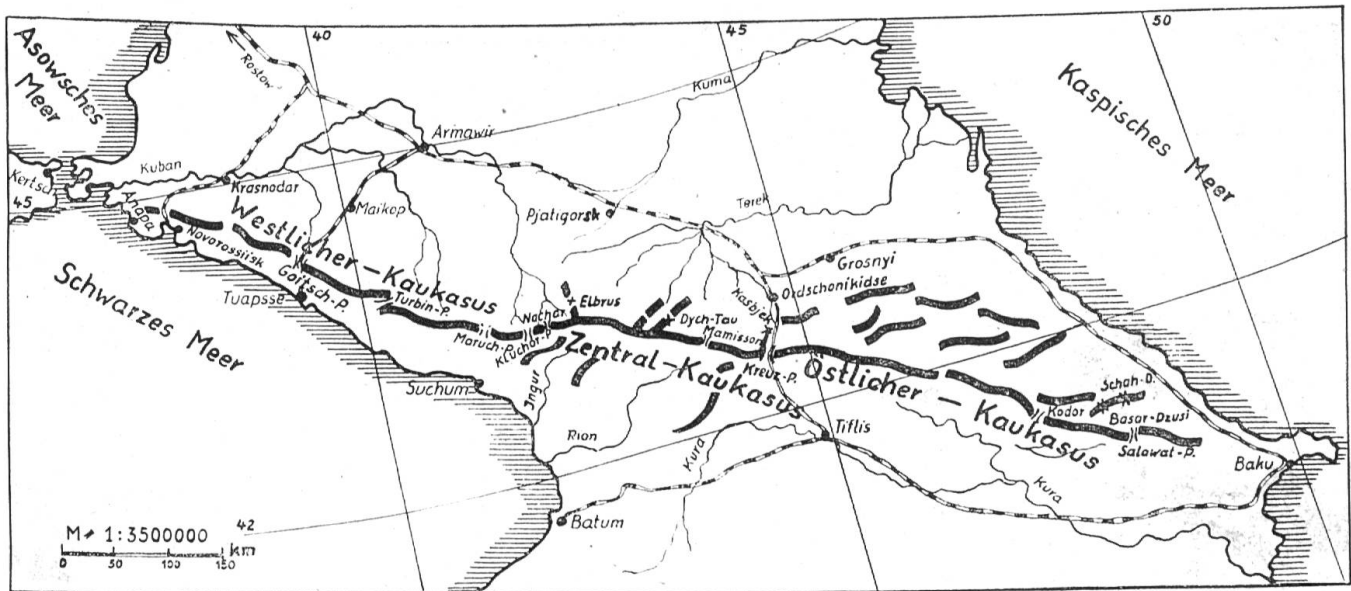 Asowsches
Meer
Rostow
40
45
50
Kuma
Kaspisches Meer
Armawir
Kuban
Kertsch
45
Krasnodar
Anapa
Maikop
Pjatigorsk
Terek
Westlicher – Kaukasus
Novorossiisk
Goitsch-P.
Grosnyi
Ordschonikidse
Schwarzes Meer
Tuapsse
Turbin-P.
Elbrus
Kasbjek
Nachar
Dych-Tau
Mamisson
Maruch-P.
Kluchor-P.
Zentral-Kaukasus
Kreuz-P.
Östlicher – Kaukasus
Schah-D.
Suchum
Ingur
Kodor
Basar-Dzusi
Salawat-P.
Rion
Kura
Tiflis
Baku
Kura
Batum
42
M 1:3500000
km
0 50 100 150